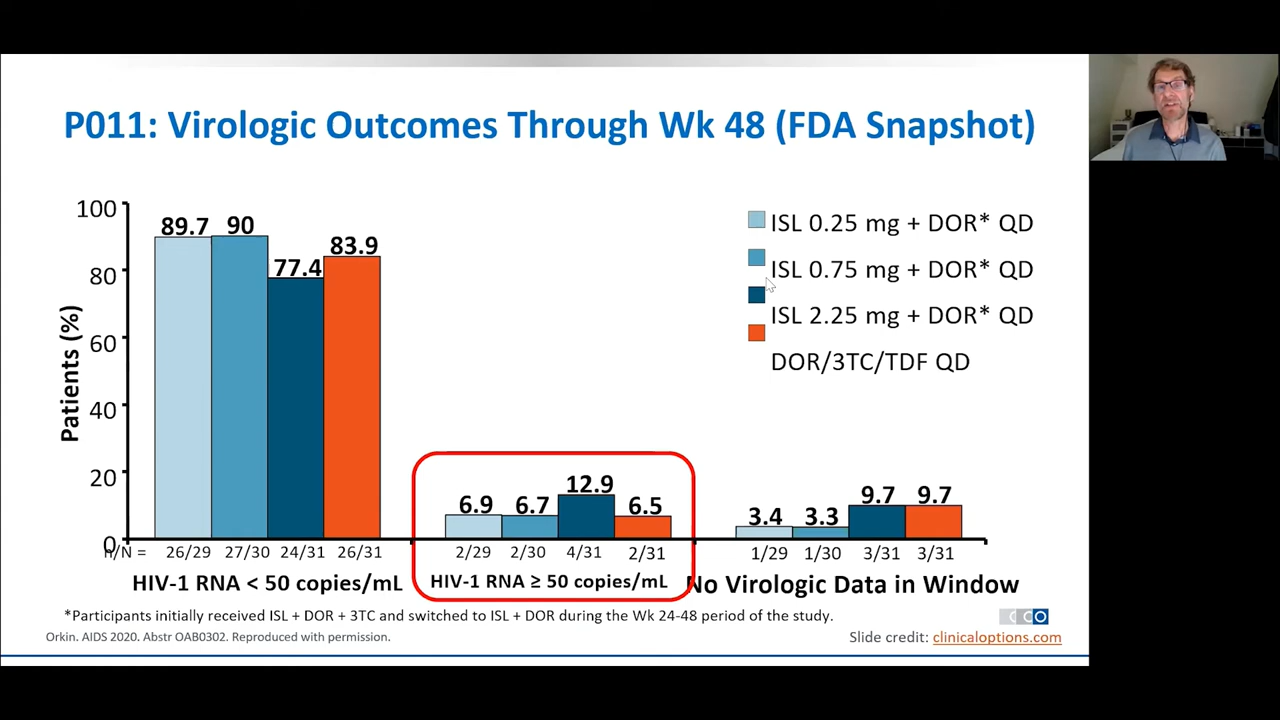 P011: Virologic Outcomes Through Wk 48 (FDA Snapshot)
ISL 0.25 mg + DOR* QD
ISL 0.75 mg + DOR* QD
ISL 2.25 mg + DOR* QD
DOR/3TC/TDF QD
Patients (%)
100
80
60
40
20
0
89.7 90 77.4 83.9
6.9 6.7 12.9 6.5
3.4 3.3 9.7 9.7
n/N = 26/29 27/30 24/31 26/31 2/29 2/30 4/31 2/31 1/29 1/30 3/31 3/31
HIV-1 RNA < 50 copies/mL HIV-1 RNA ≥ 50 copies/mL No Virologic Data in Window
*Participants initially received ISL + DOR + 3TC and switched to ISL + DOR during the Wk 24-48 period of the study.
CCO
Orkin. AIDS 2020. Abstr OAB0302. Reproduced with permission.
Slide credit: clinicaloptions.com